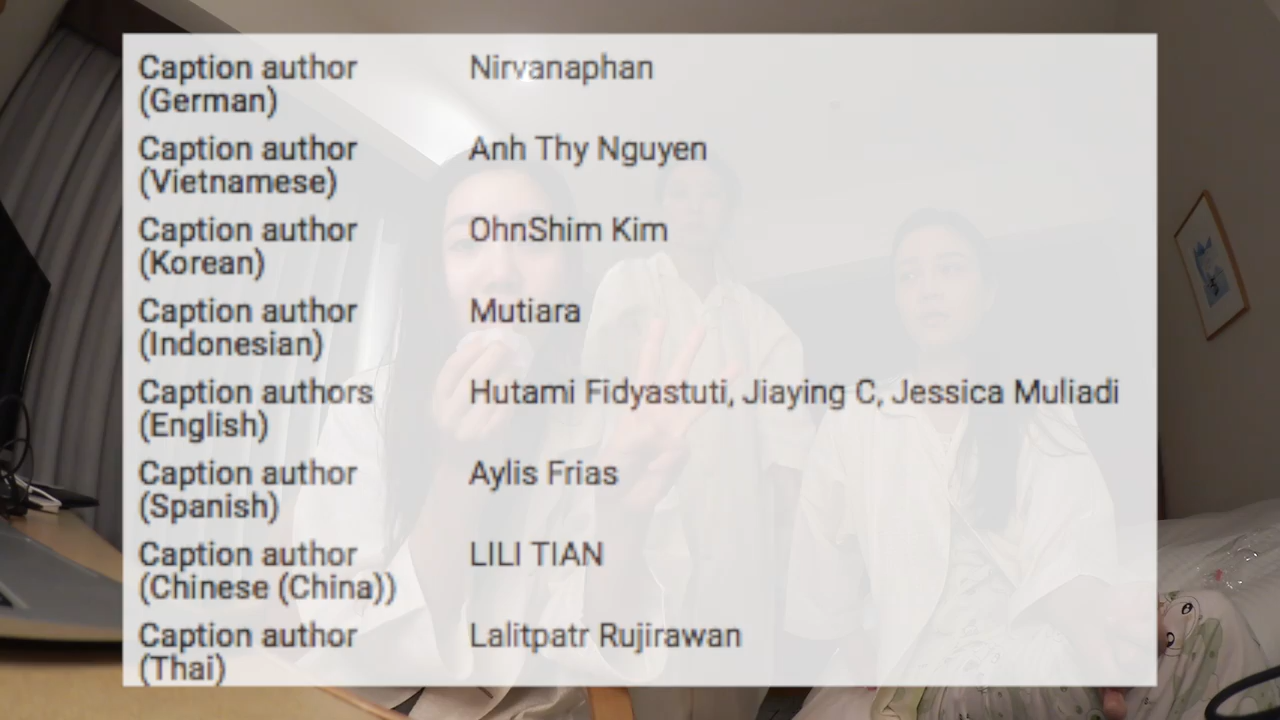 Caption author Nirvanaphan
(German)
Caption author Anh Thy Nguyen
(Vietnamese)
Caption author OhnShim Kim
(Korean)
Caption author Mutiara
(Indonesian)
Caption authors Hutami Fidyastuti, Jiaying C, Jessica Muliadi
(English)
Caption author Aylis Frias
(Spanish)
Caption author LILI TIAN
(Chinese (China))
Caption author Lalitpatr Rujirawan
(Thai)